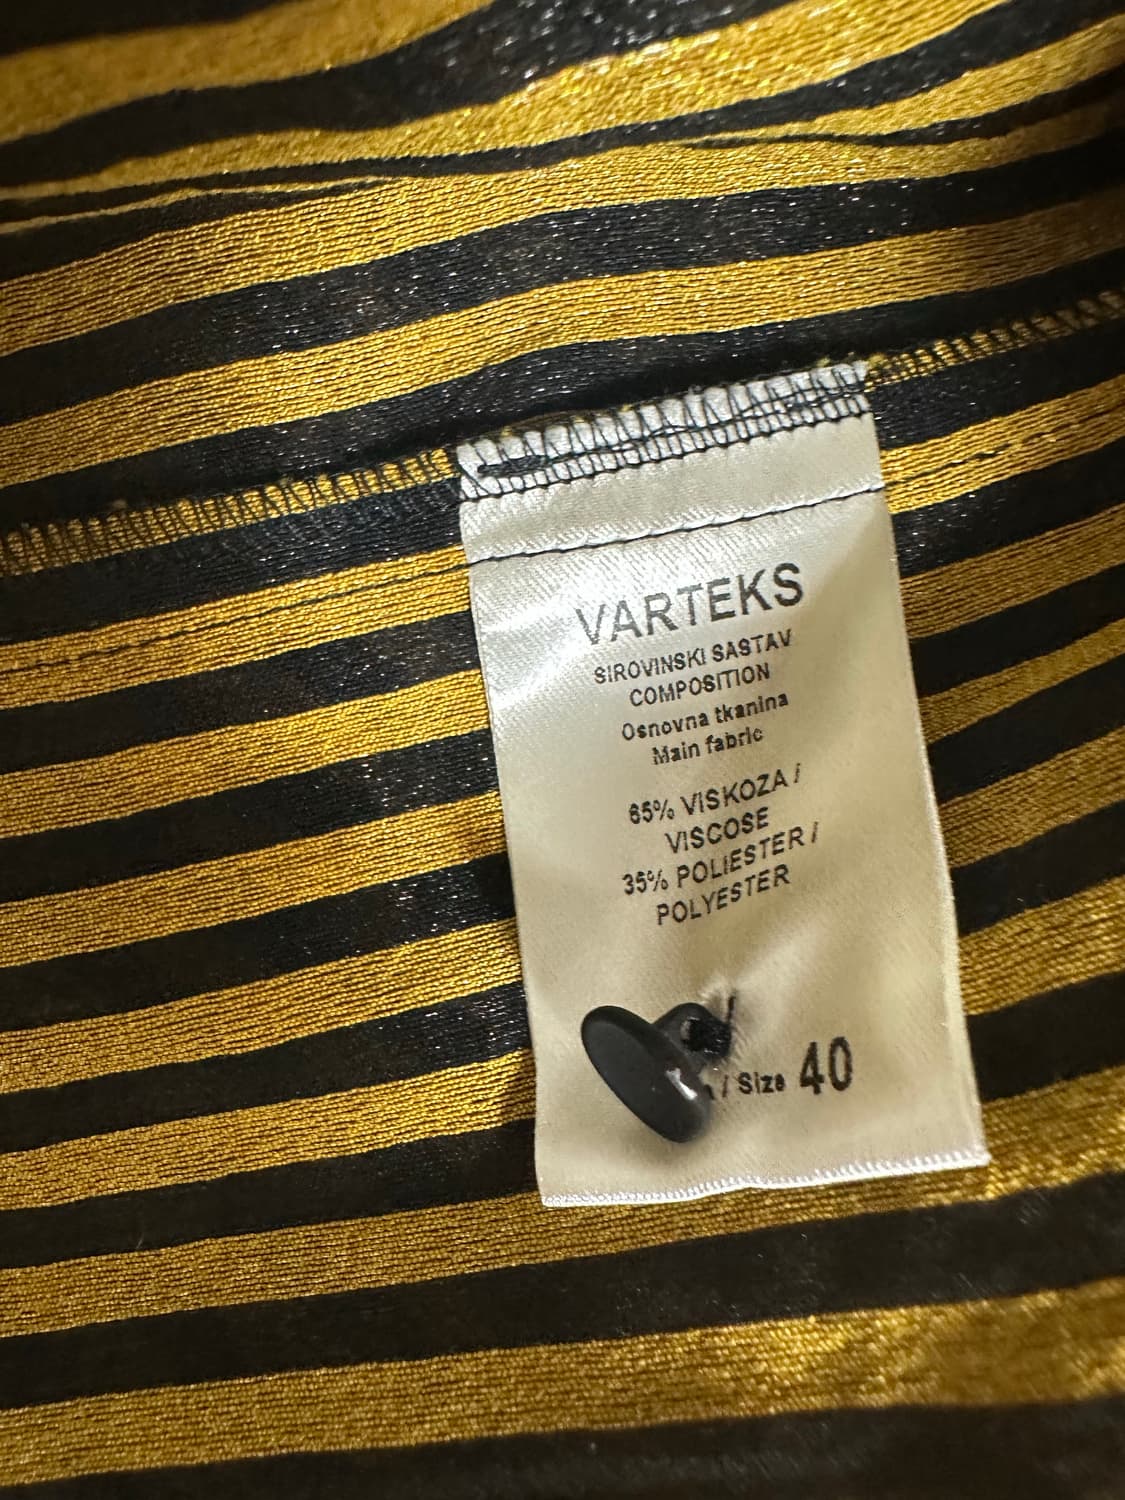 VARTEKS
SIROVINSKI SASTAV
COMPOSITION
Osnovna tkanina
Main fabric
65% VISKOZA /
VISCOSE
35% POLIESTER /
POLYESTER
/ Size 40